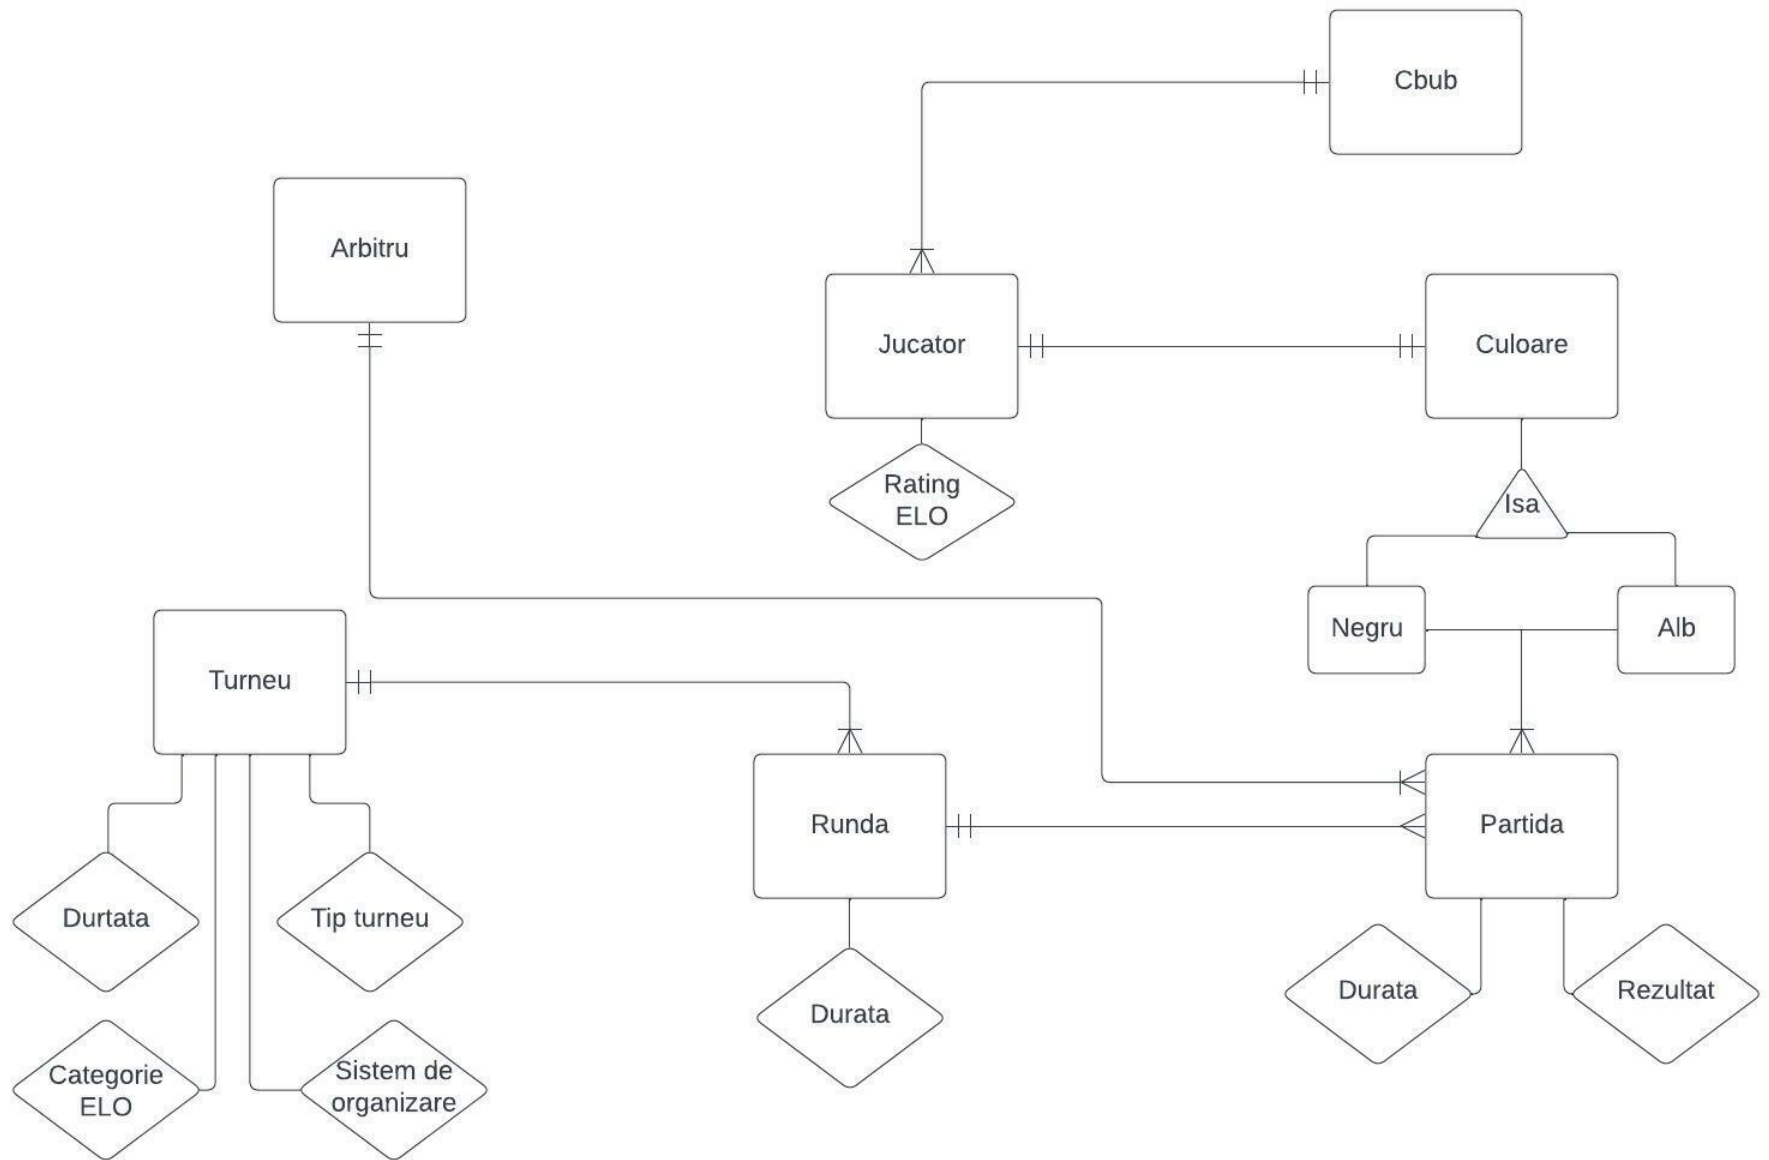 Cbub
Arbitru
Jucator
Culoare
Rating
ELO
Isa
Negru
Alb
Turneu
Runda
Partida
Durtata
Tip turneu
Durata
Durata
Rezultat
Categorie
ELO
Sistem de
organizare